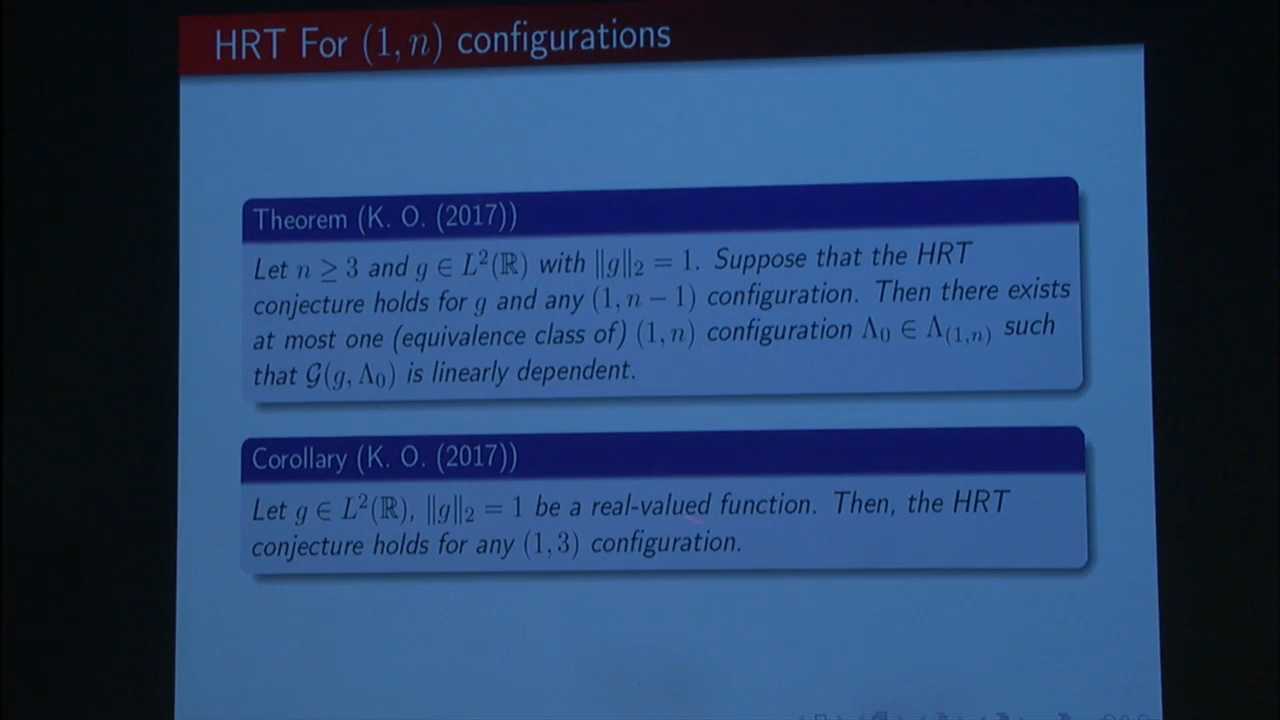 HRT For (1, n) configurations
Theorem (K. O. (2017))
Let n ≥ 3 and g ∈ L²(ℝ) with ‖g‖₂ = 1. Suppose that the HRT
conjecture holds for g and any (1, n − 1) configuration. Then there exists
at most one (equivalence class of) (1, n) configuration Λ₀ ∈ Λ₍₁,ₙ₎ such
that 𝒢(g, Λ₀) is linearly dependent.
Corollary (K. O. (2017))
Let g ∈ L²(ℝ), ‖g‖₂ = 1 be a real-valued function. Then, the HRT
conjecture holds for any (1, 3) configuration.